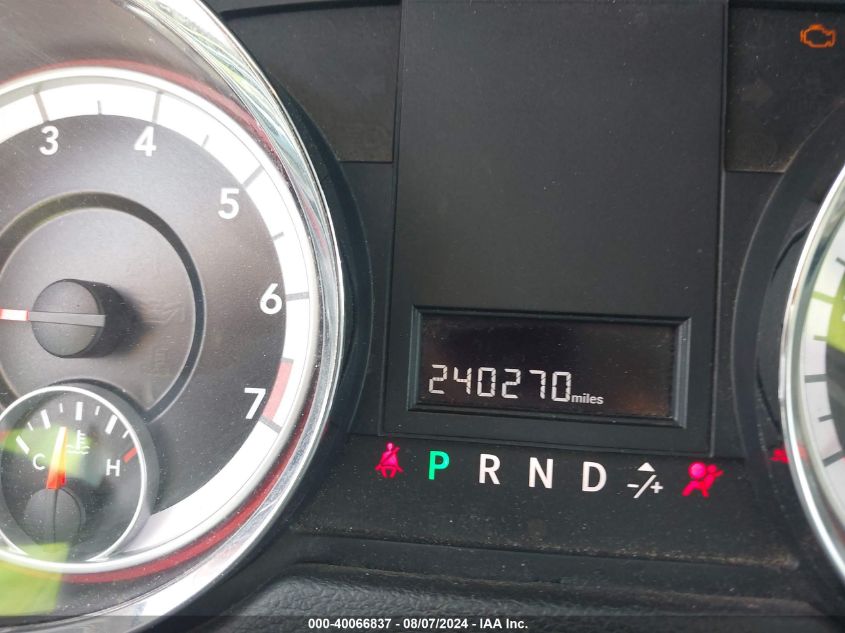 3 4 5 6 7
C H
240270 miles
P R N D -/+
000-40066837 - 08/07/2024 - IAA Inc.